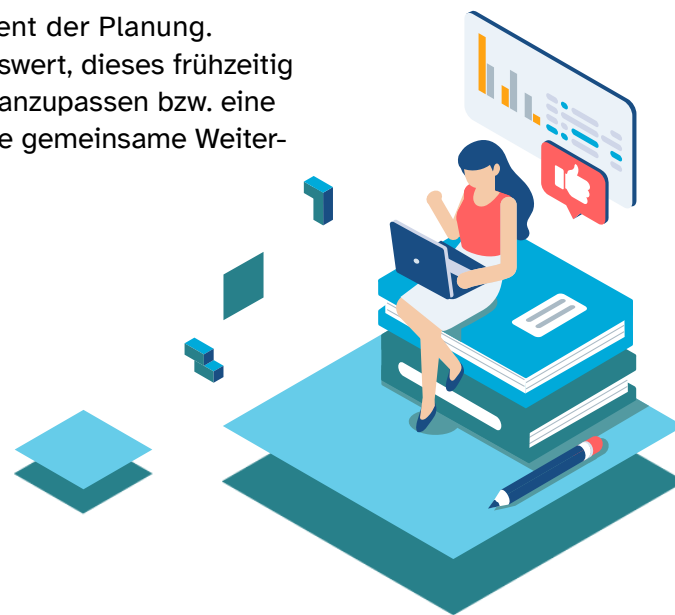 ent der Planung.
swert, dieses frühzeitig
anzupassen bzw. eine
e gemeinsame Weiter-